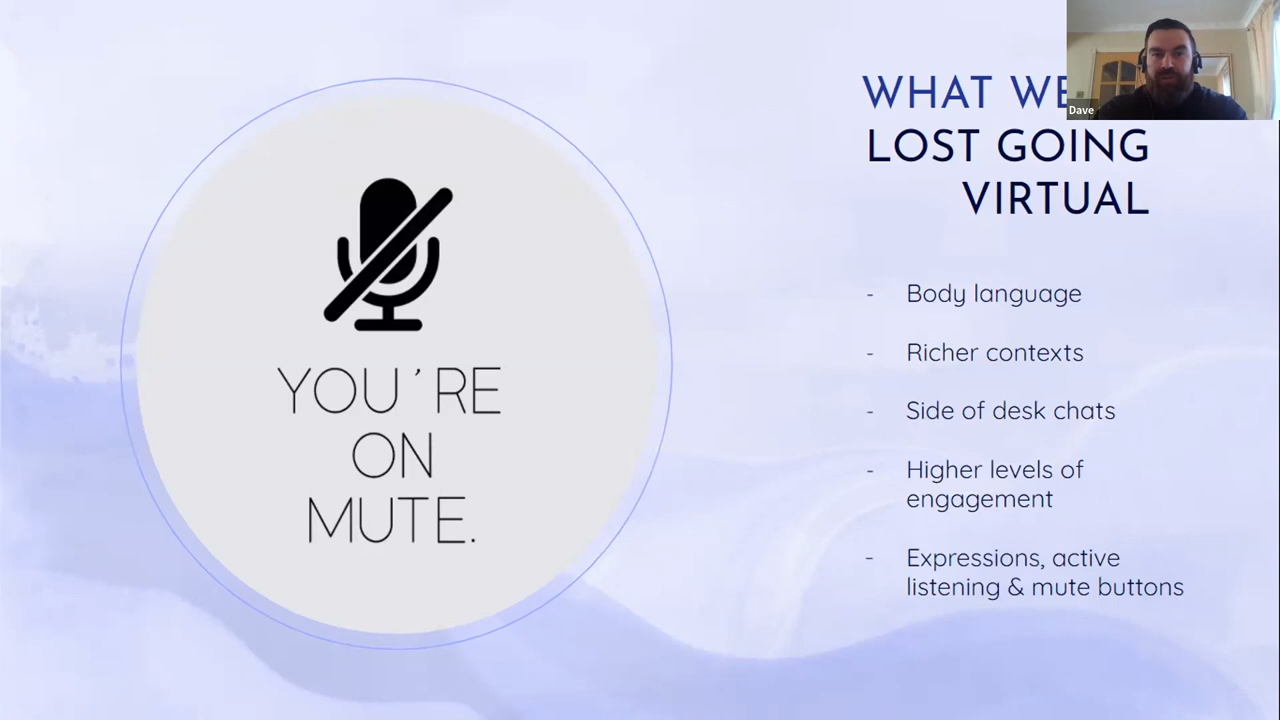 WHAT WE
LOST GOING
VIRTUAL
Dave
YOU'RE
ON
MUTE.
- Body language
- Richer contexts
- Side of desk chats
- Higher levels of
engagement
- Expressions, active
listening & mute buttons